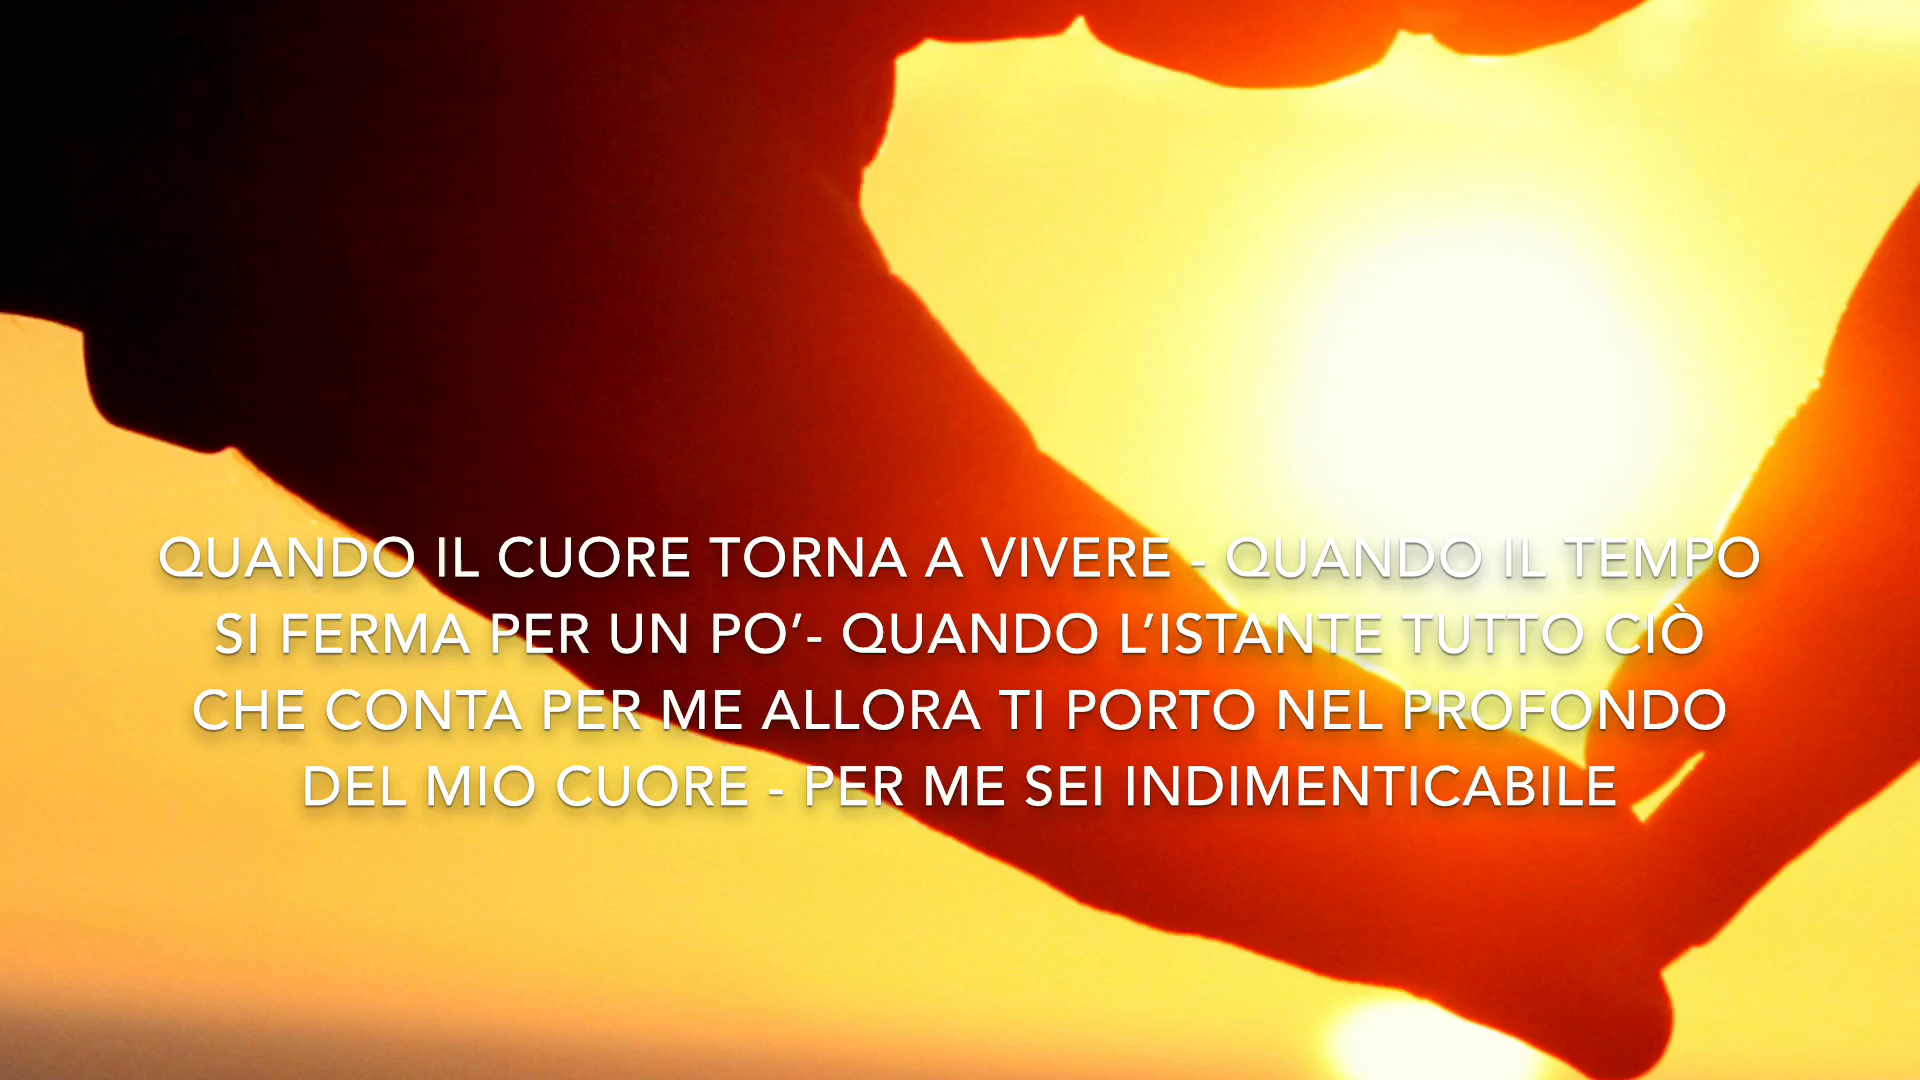 QUANDO IL CUORE TORNA A VIVERE - QUANDO IL TEMPO
SI FERMA PER UN PO’- QUANDO L’ISTANTE TUTTO CIÒ
CHE CONTA PER ME ALLORA TI PORTO NEL PROFONDO
DEL MIO CUORE - PER ME SEI INDIMENTICABILE